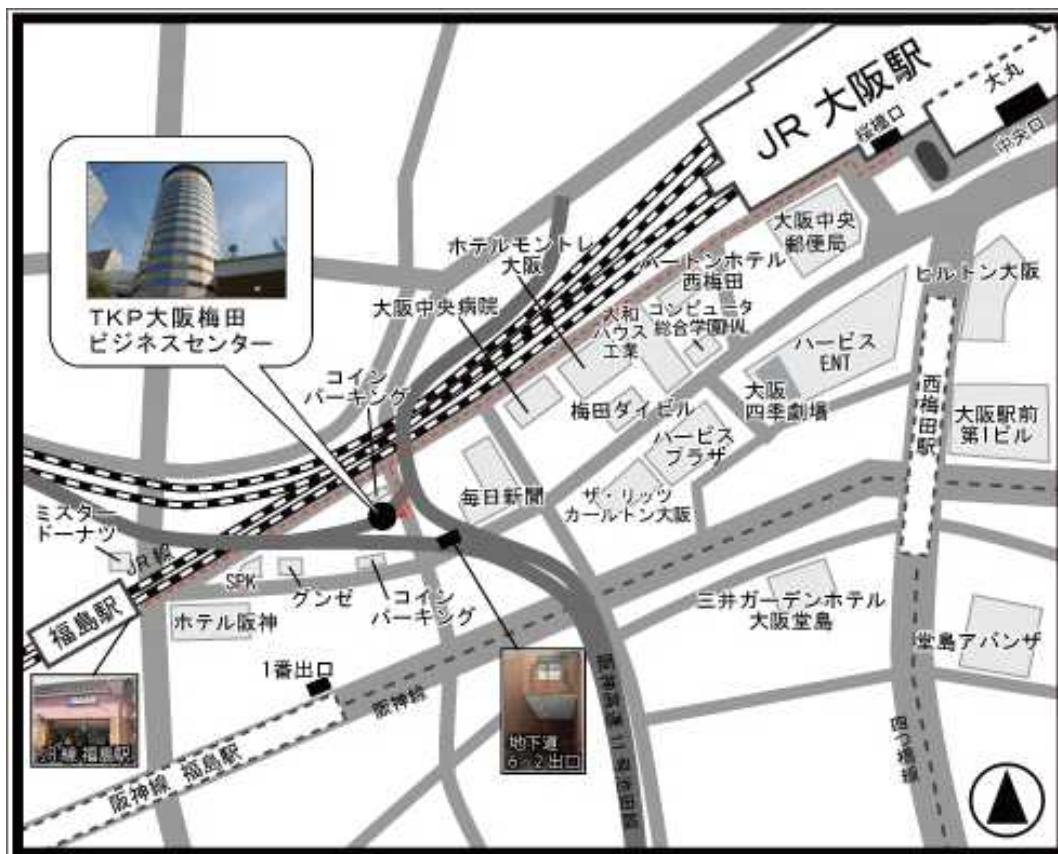 JR 大阪駅
大丸
桜橋口
中央口
大阪中央
郵便局
ホテルモントレ
大阪
ハートンホテル
西梅田
ヒルトン大阪
大阪中央病院
大和
ハウス
工業
コンピュータ
総合学園HAL
ハービス
ENT
TKP大阪梅田
ビジネスセンター
コイン
パーキング
梅田ダイビル
大阪
四季劇場
西梅田駅
大阪駅前
第1ビル
ハービス
プラザ
毎日新聞
ザ・リッツ
カールトン大阪
ミスター
ドーナツ
JR線
SPK
グンゼ
コイン
パーキング
福島駅
ホテル阪神
三井ガーデンホテル
大阪堂島
堂島アバンザ
1番出口
阪神線
阪神高速 11号池田線
四つ橋線
JR線 福島駅
地下道
6-2出口
阪神線 福島駅